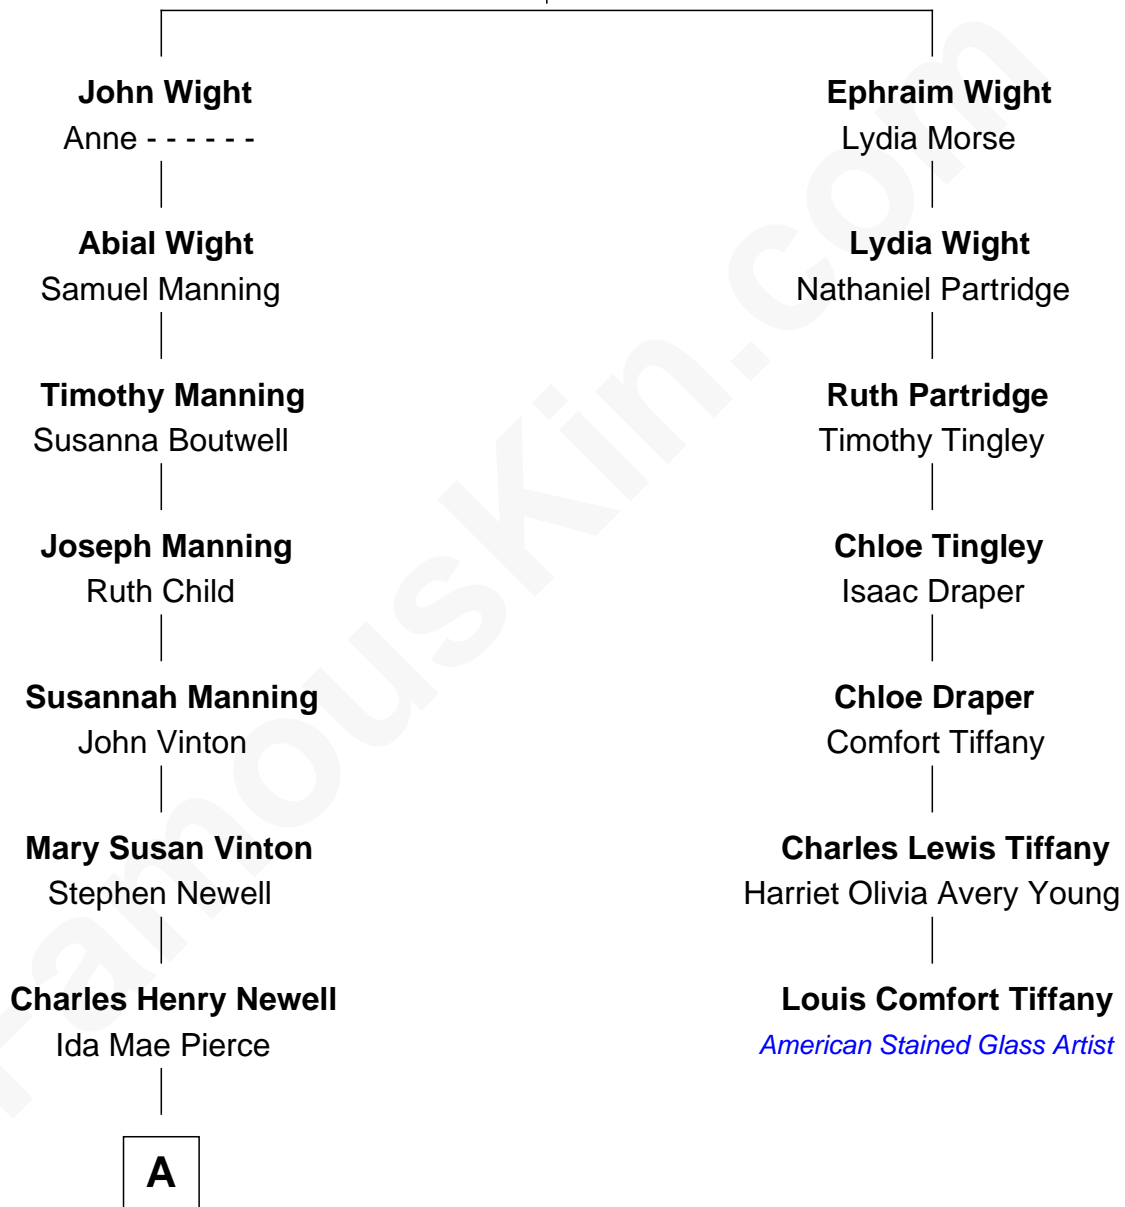 John Wight
Anne - - - - - -
Abial Wight
Samuel Manning
Timothy Manning
Susanna Boutwell
Joseph Manning
Ruth Child
Susannah Manning
John Vinton
Mary Susan Vinton
Stephen Newell
Charles Henry Newell
Ida Mae Pierce
A
Ephraim Wight
Lydia Morse
Lydia Wight
Nathaniel Partridge
Ruth Partridge
Timothy Tingley
Chloe Tingley
Isaac Draper
Chloe Draper
Comfort Tiffany
Charles Lewis Tiffany
Harriet Olivia Avery Young
Louis Comfort Tiffany
American Stained Glass Artist
FamousKin.com